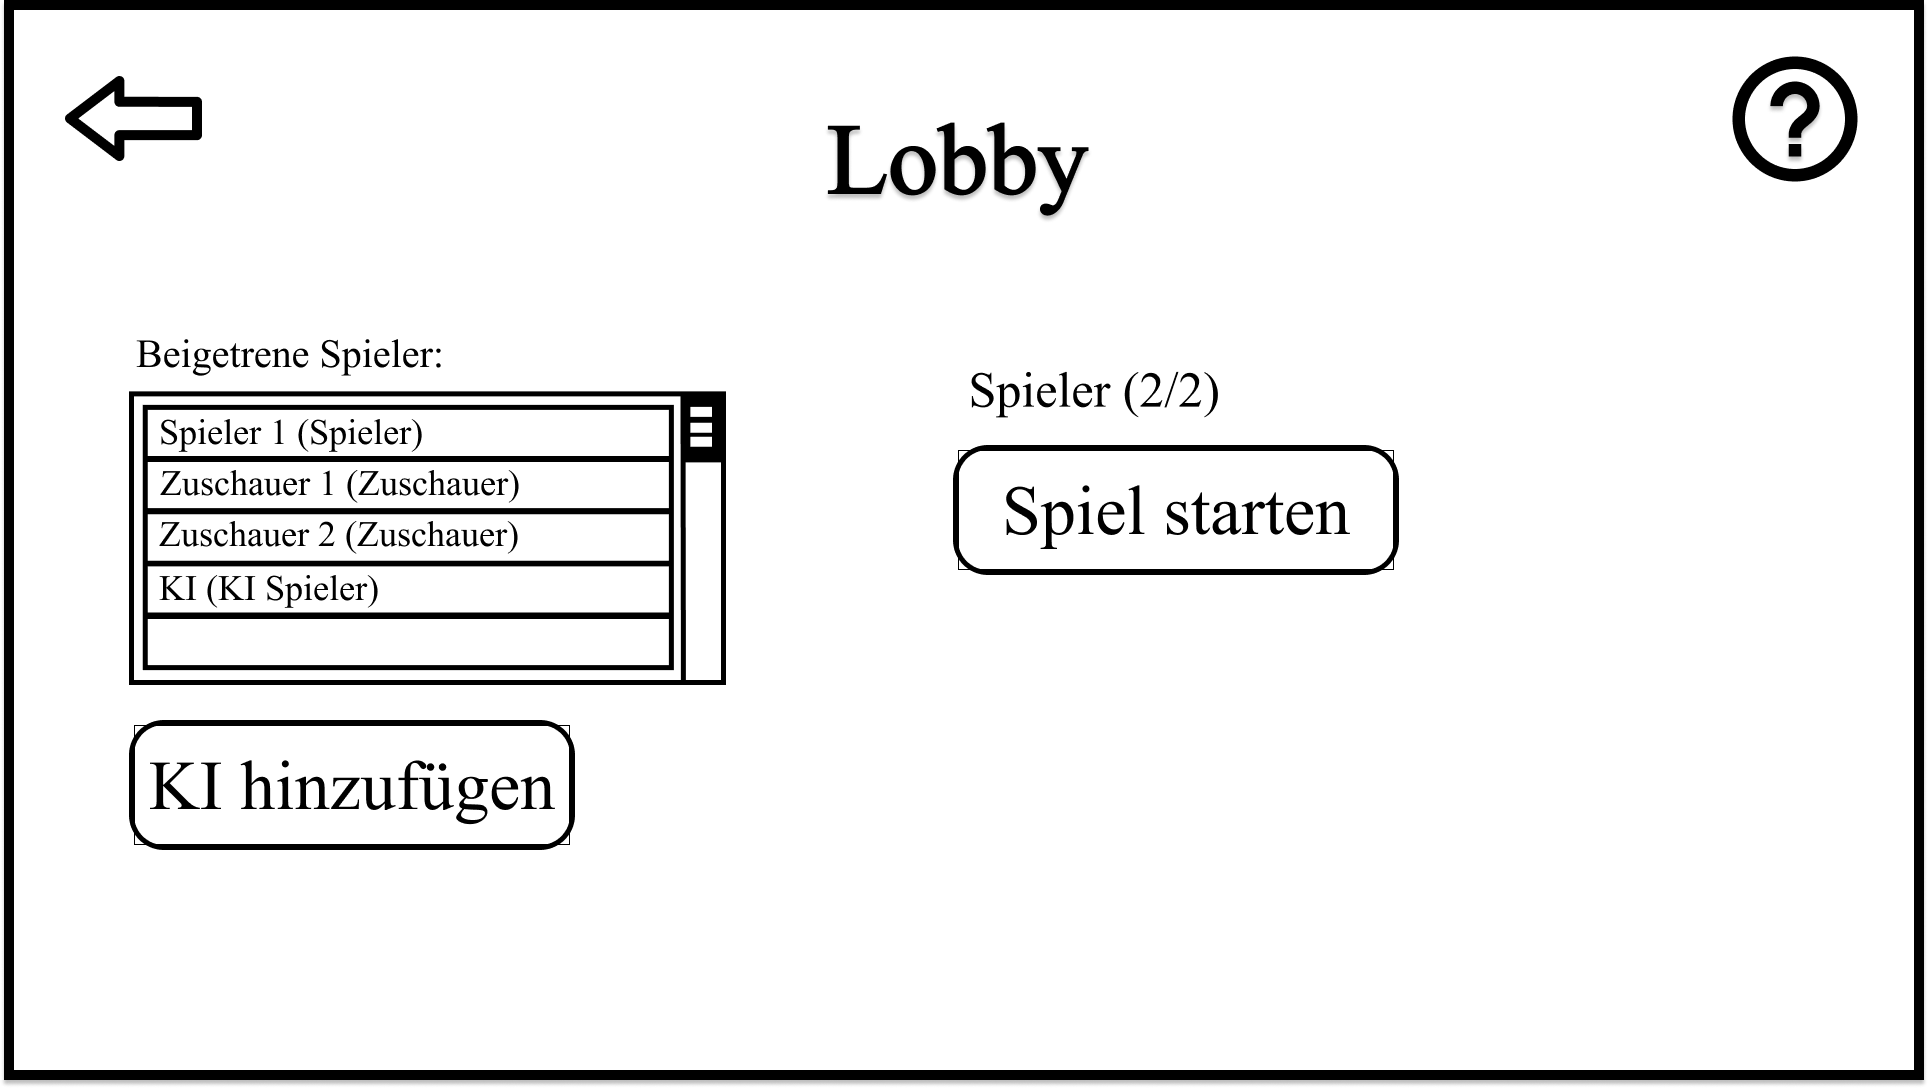 Lobby
Beigetrene Spieler:
Spieler 1 (Spieler)
Zuschauer 1 (Zuschauer)
Zuschauer 2 (Zuschauer)
KI (KI Spieler)
KI hinzufügen
Spieler (2/2)
Spiel starten
?